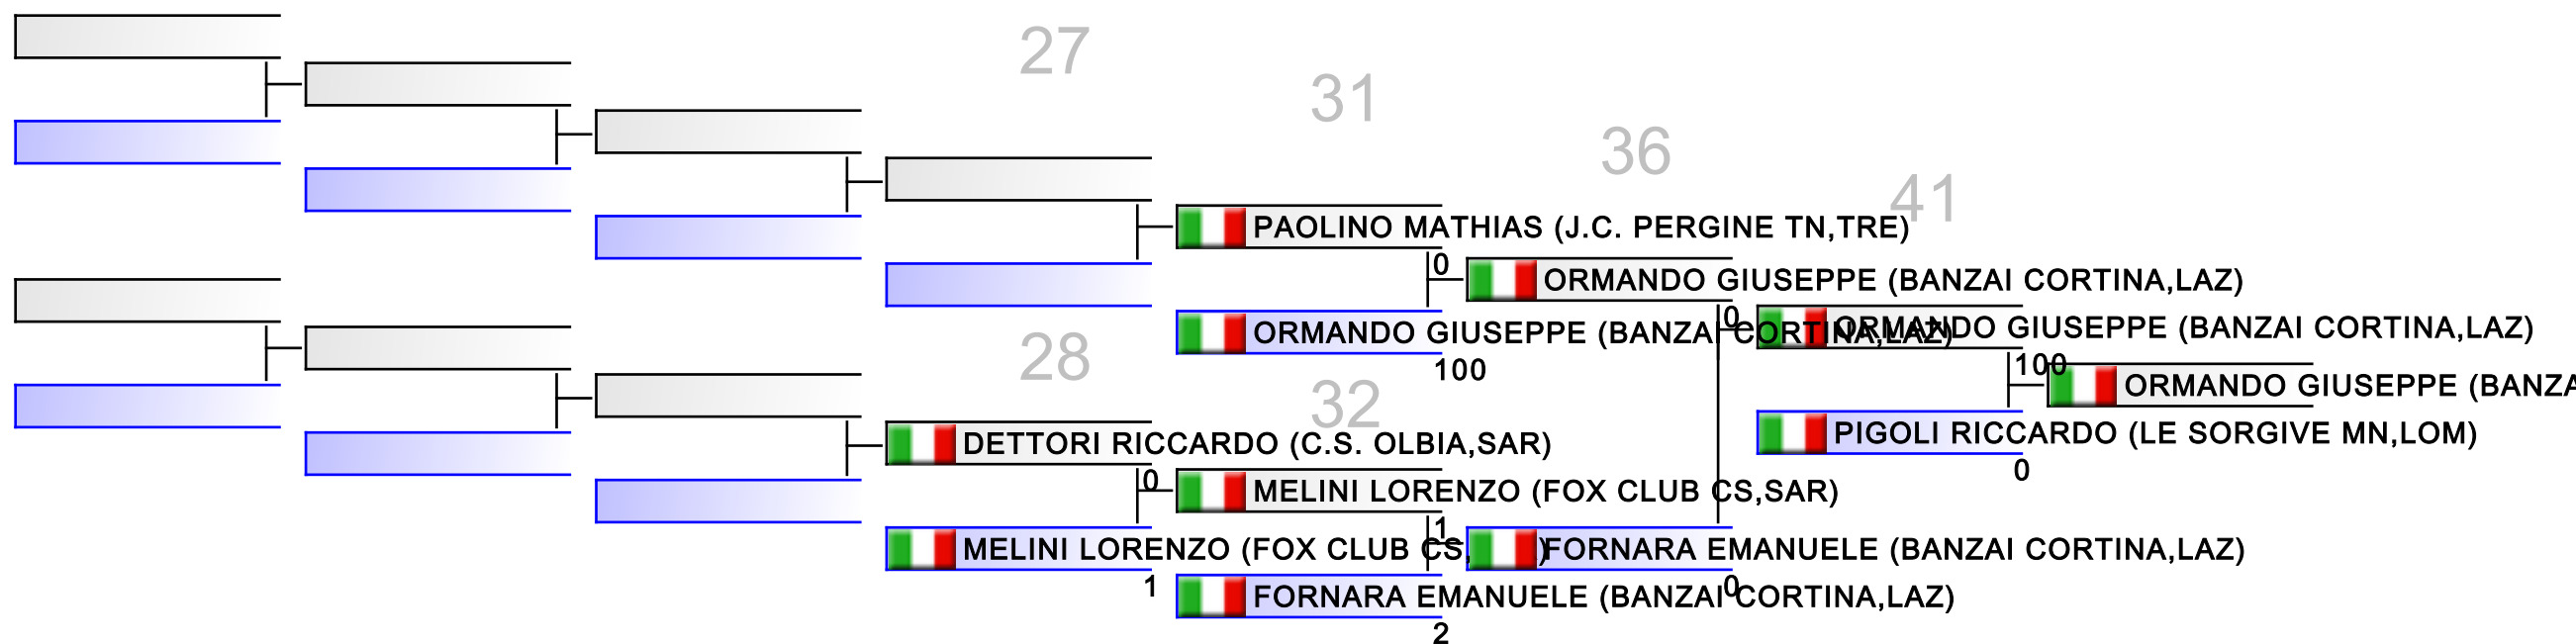 27
31
36
41
PAOLINO MATHIAS (J.C. PERGINE TN,TRE)
0
ORMANDO GIUSEPPE (BANZAI CORTINA,LAZ)
0
ORMANDO GIUSEPPE (BANZAI CORTINA,LAZ)
ORMANDO GIUSEPPE (BANZAI CORTINA,LAZ)
28
100
100
32
ORMANDO GIUSEPPE (BANZA
PIGOLI RICCARDO (LE SORGIVE MN,LOM)
DETTORI RICCARDO (C.S. OLBIA,SAR)
0
0
MELINI LORENZO (FOX CLUB CS,SAR)
1
MELINI LORENZO (FOX CLUB CS,
FORNARA EMANUELE (BANZAI CORTINA,LAZ)
1
0
FORNARA EMANUELE (BANZAI CORTINA,LAZ)
2